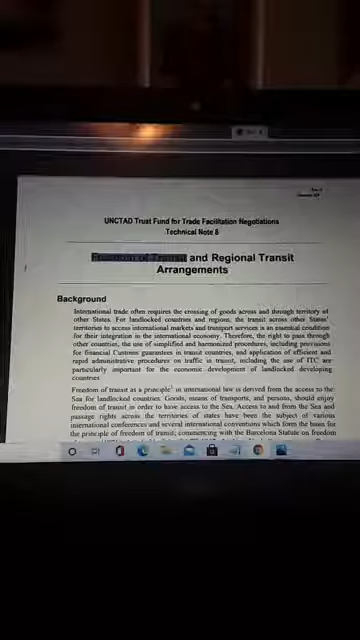 UNCTAD Trust Fund for Trade Facilitation Negotiations
Technical Note 8
Freedom of Transit and Regional Transit
Arrangements
Background
International trade often requires the crossing of goods across and through territory of
other States. For landlocked countries and regions, the transit across other States'
territories to access international markets and transport services is an essential condition
for their integration in the international economy. Therefore, the right to pass through
other countries, the use of simplified and harmonized procedures, including provisions
for financial Customs guarantees in transit countries, and application of efficient and
rapid administrative procedures on traffic in transit, including the use of ITC are
particularly important for the economic development of landlocked developing
countries
Freedom of transit as a principle1 in international law is derived from the access to the
Sea for landlocked countries. Goods, means of transports, and persons, should enjoy
freedom of transit in order to have access to the Sea. Access to and from the Sea and
passage rights across the territories of states have been the subject of various
international conferences and several international conventions which form the basis for
the principle of freedom of transit, commencing with the Barcelona Statute on freedom